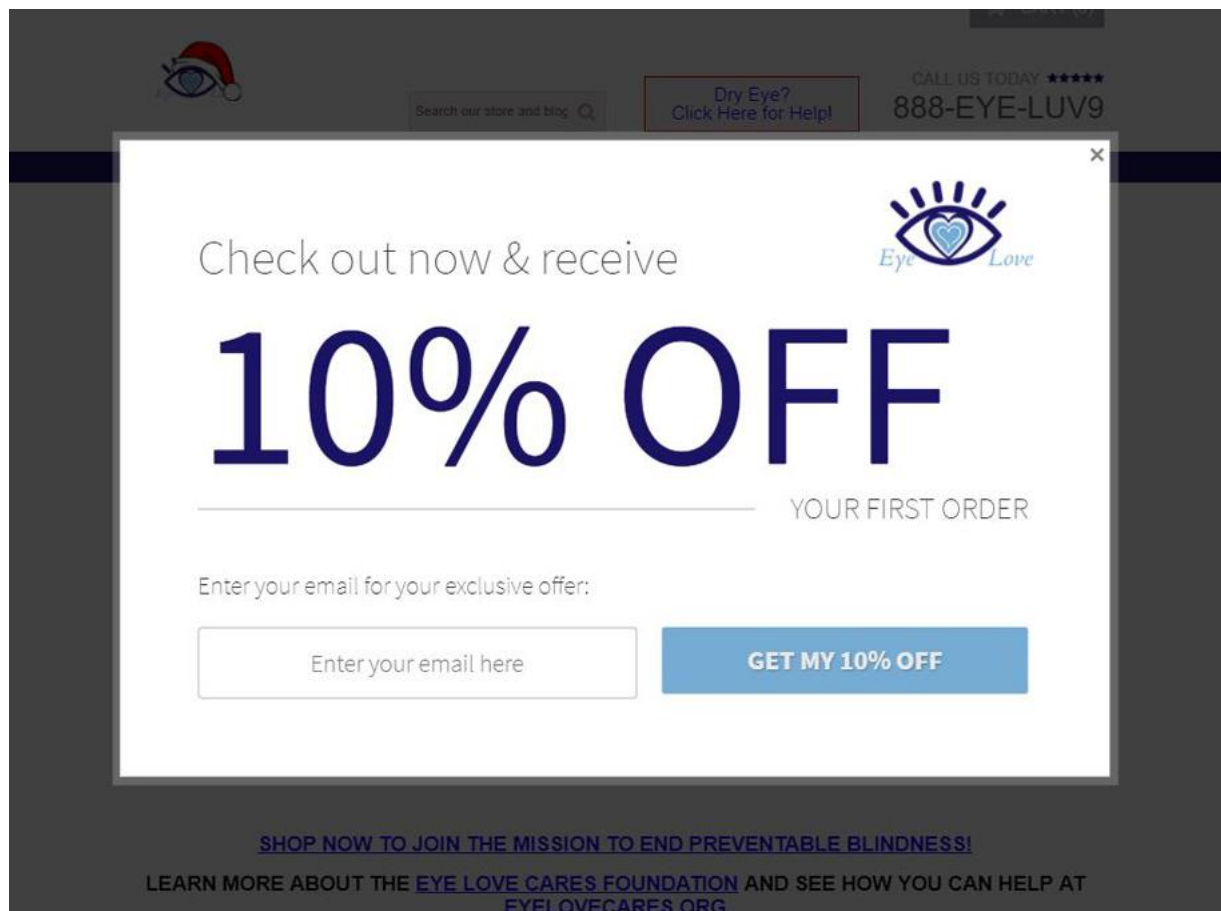 CALL US TODAY ★★★★★
Search our store and blog
Dry Eye?
Click Here for Help!
888-EYE-LUV9
×
Eye Love
Check out now & receive
10% OFF
YOUR FIRST ORDER
Enter your email for your exclusive offer:
Enter your email here
GET MY 10% OFF
SHOP NOW TO JOIN THE MISSION TO END PREVENTABLE BLINDNESS!
LEARN MORE ABOUT THE EYE LOVE CARES FOUNDATION AND SEE HOW YOU CAN HELP AT
EYELOVECARES.ORG